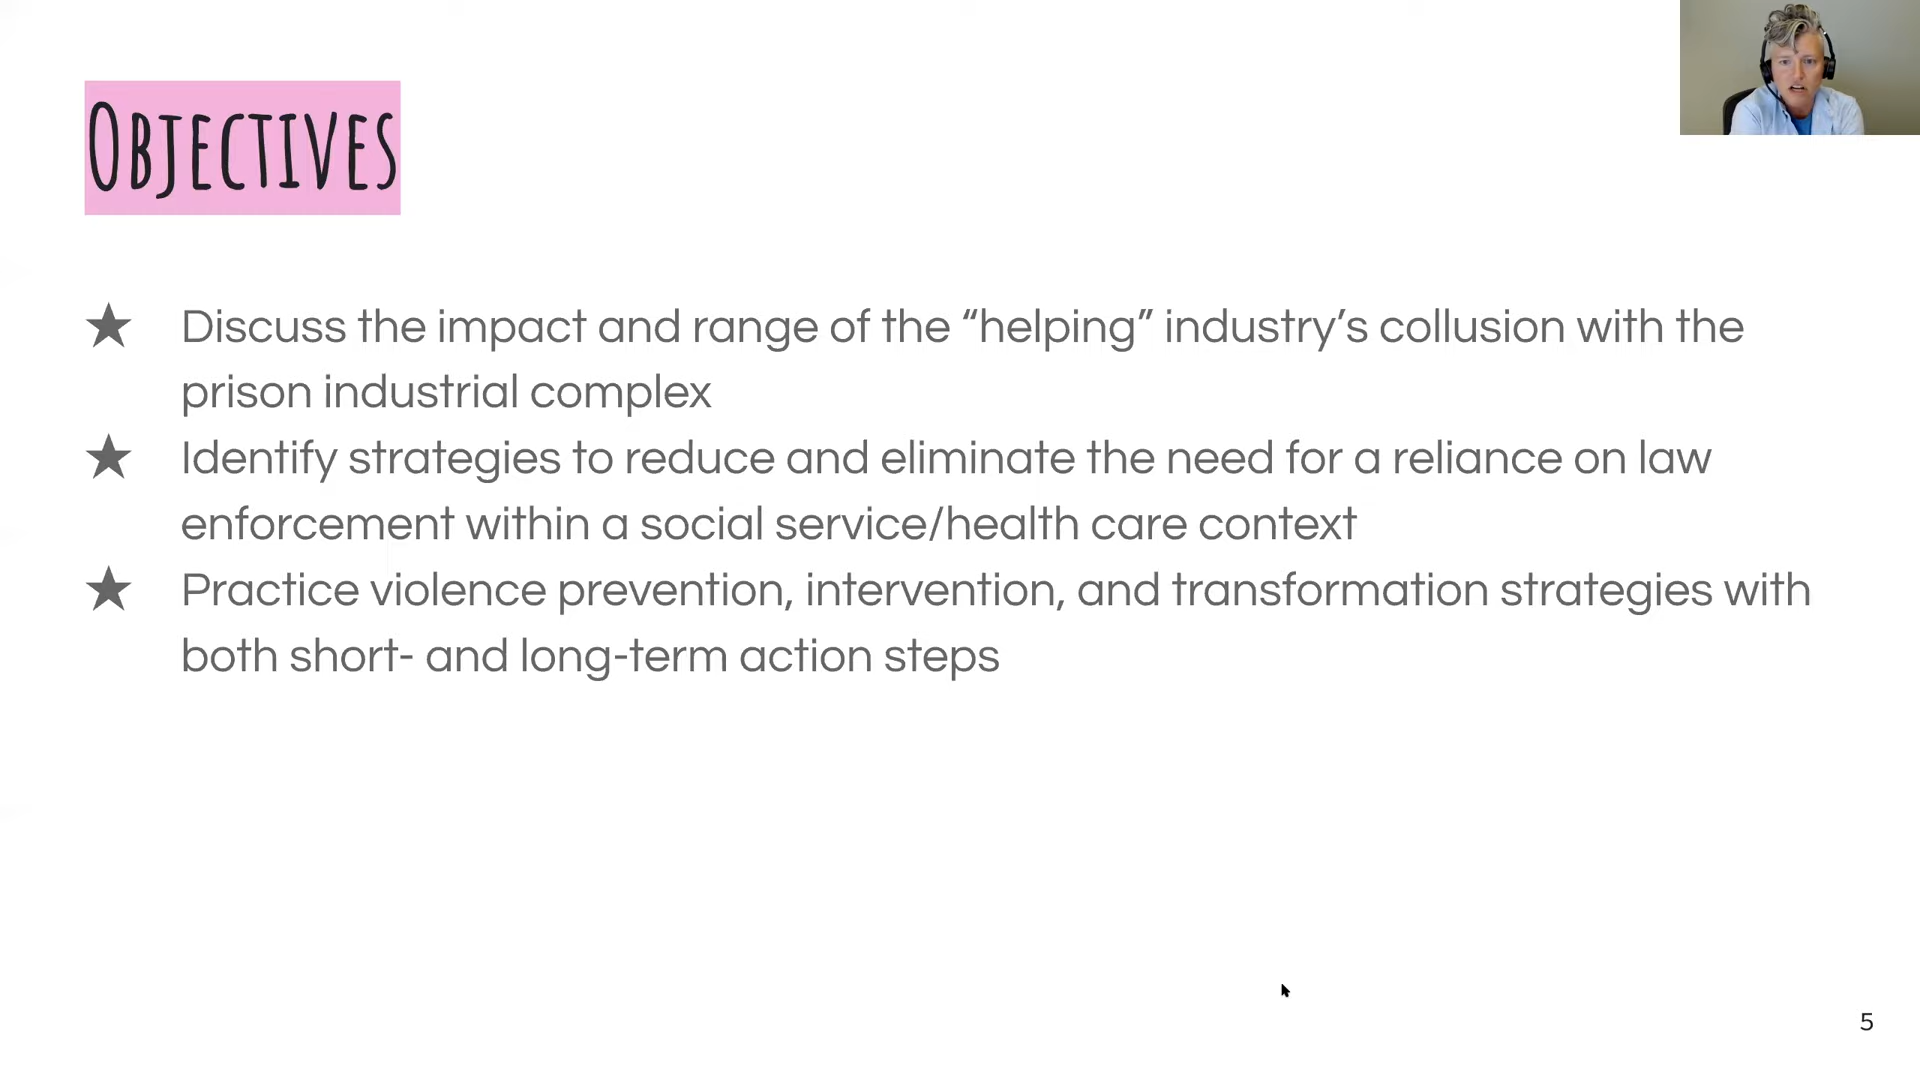 OBJECTIVES
★ Discuss the impact and range of the “helping” industry’s collusion with the
prison industrial complex
★ Identify strategies to reduce and eliminate the need for a reliance on law
enforcement within a social service/health care context
★ Practice violence prevention, intervention, and transformation strategies with
both short- and long-term action steps
5